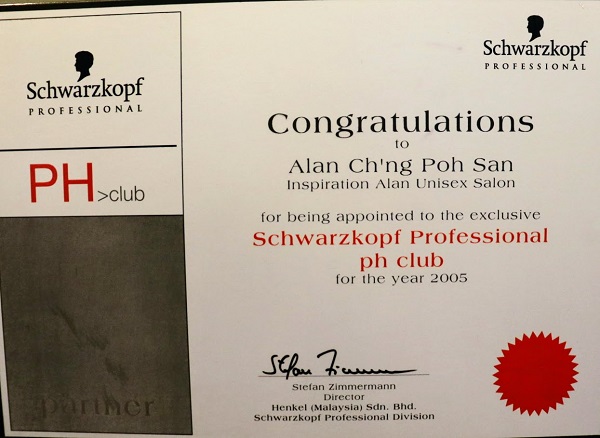 Schwarzkopf
PROFESSIONAL
PH>club
partner
Schwarzkopf
PROFESSIONAL
Congratulations
to
Alan Ch'ng Poh San
Inspiration Alan Unisex Salon
for being appointed to the exclusive
Schwarzkopf Professional
ph club
for the year 2005
Stefan Zimmermann
Director
Henkel (Malaysia) Sdn. Bhd.
Schwarzkopf Professional Division